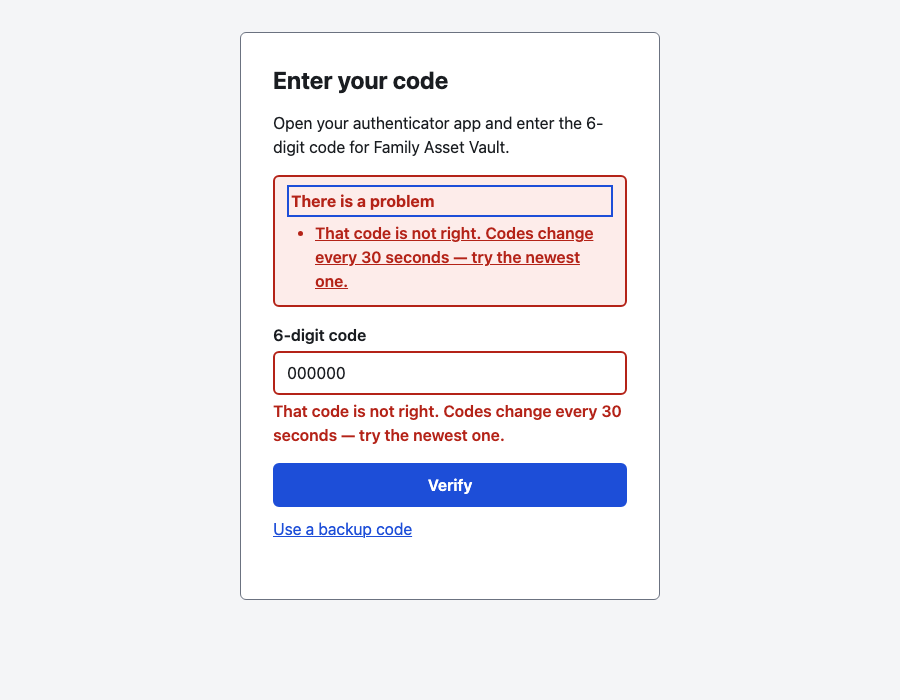 Enter your code
Open your authenticator app and enter the 6-
digit code for Family Asset Vault.
There is a problem
• That code is not right. Codes change
every 30 seconds — try the newest
one.
6-digit code
000000
That code is not right. Codes change every 30
seconds — try the newest one.
Verify
Use a backup code